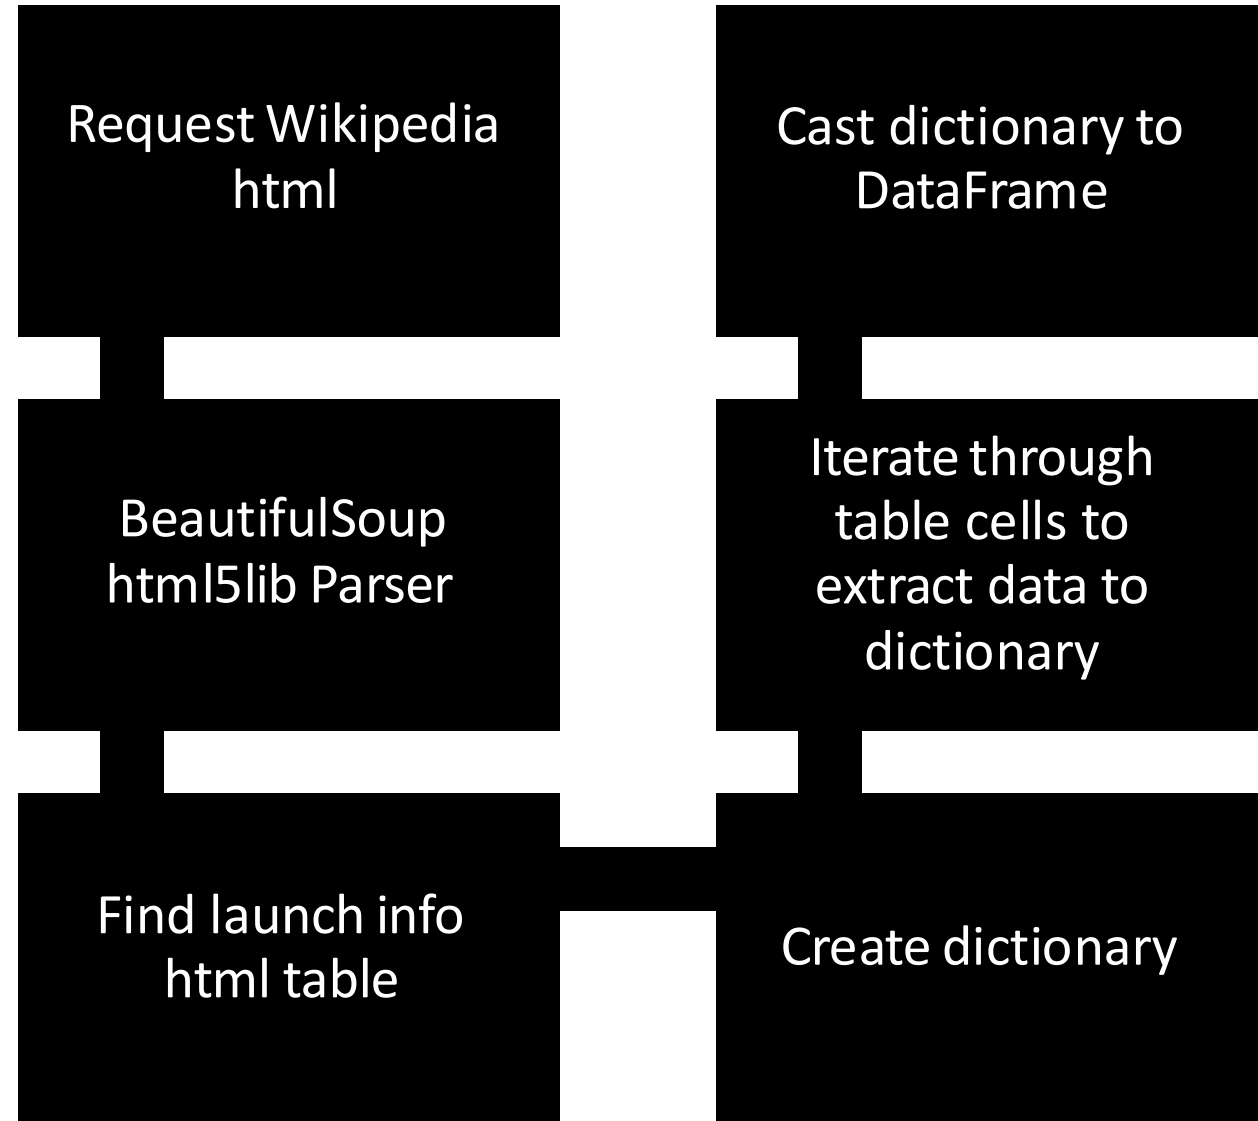 Request Wikipedia
html
BeautifulSoup
html5lib Parser
Find launch info
html table
Create dictionary
Iterate through
table cells to
extract data to
dictionary
Cast dictionary to
DataFrame